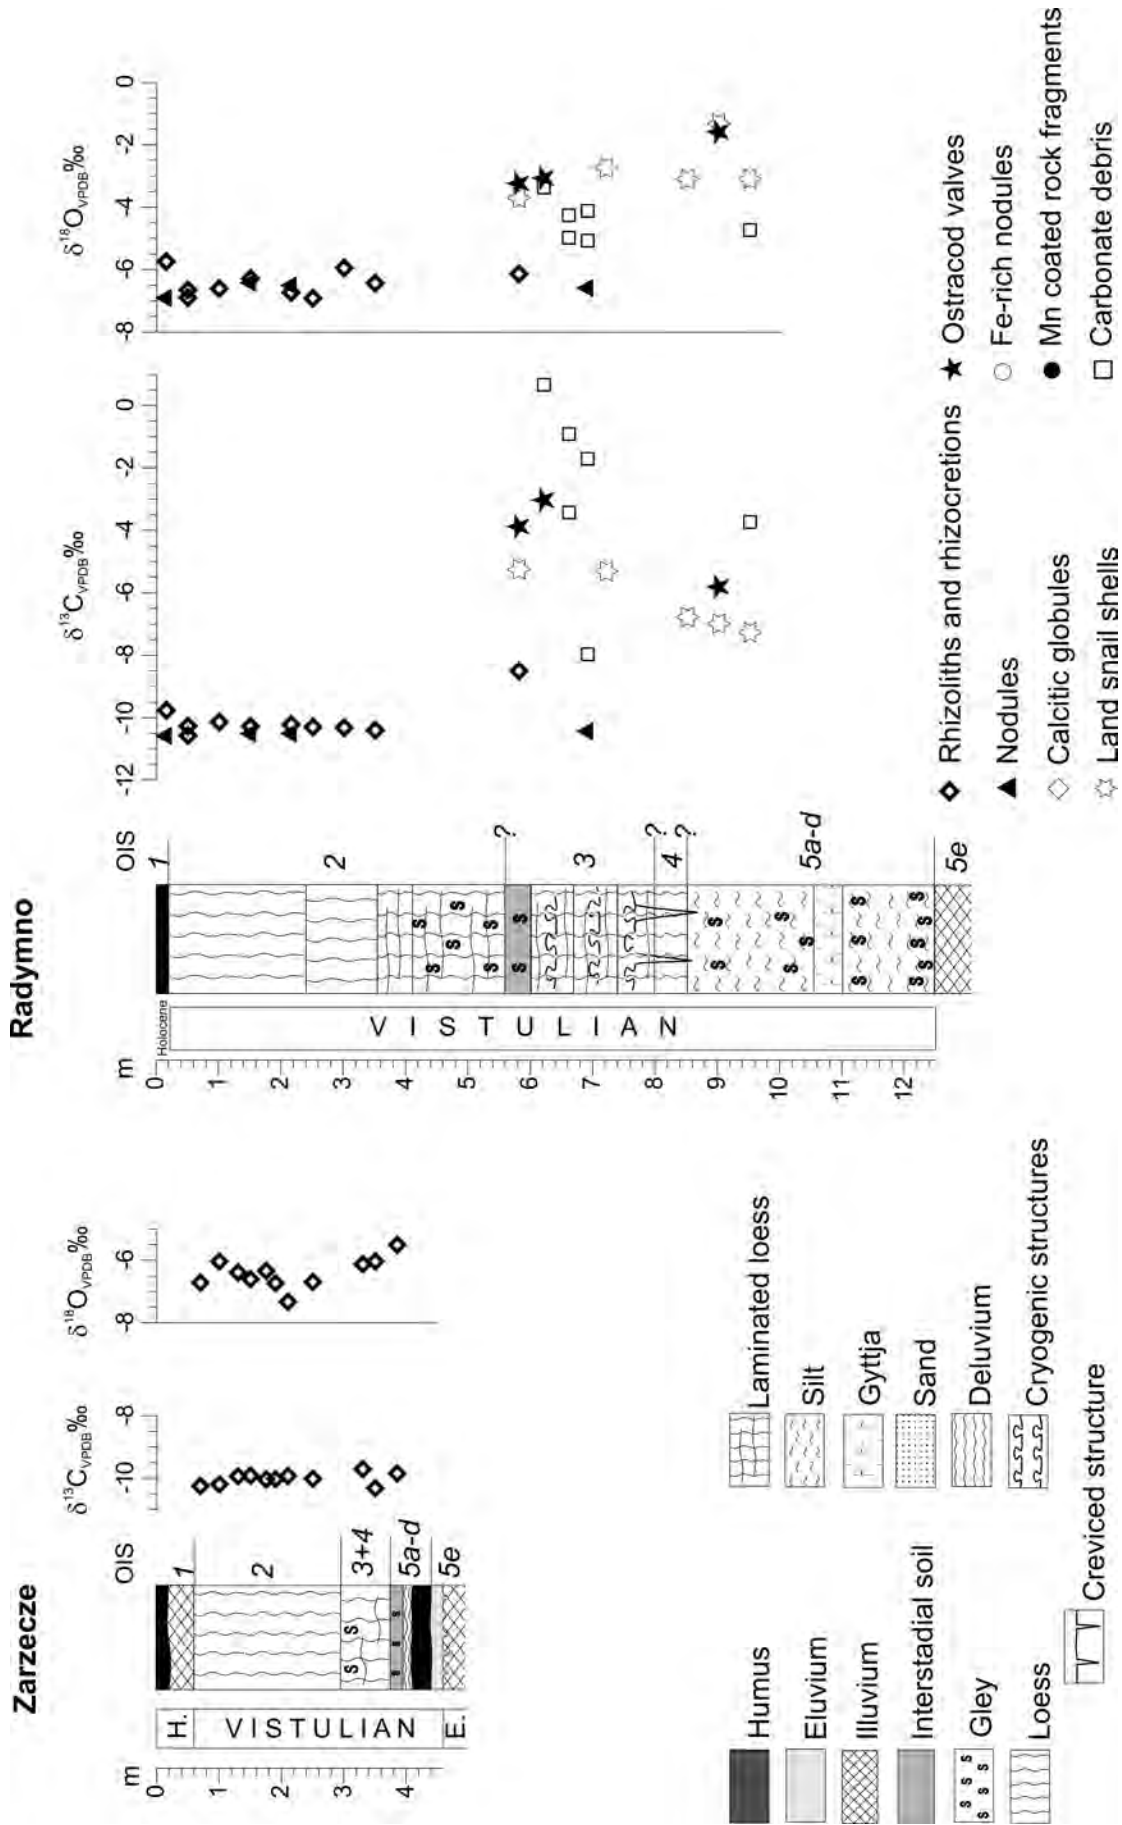 Zarzecze
m
0
1
2
3
4
H.
VISTULIAN
E.
OIS
1
2
3+4
5a-d
5e
s s s s s
δ13CVPDB‰
-8
-10
δ18OVPDB‰
-6
-8
Radymno
m
0
1
2
3
4
5
6
7
8
9
10
11
12
Holocene
VISTULIAN
OIS
1
2
?
3
?
4
?
5a-d
5e
δ13CVPDB‰
0
-2
-4
-6
-8
-10
-12
δ18OVPDB‰
0
-2
-4
-6
-8
Humus
Eluvium
Illuvium
Interstadial soil
Gley
Loess
Creviced structure
Laminated loess
Silt
Gyttja
Sand
Deluvium
Cryogenic structures
Rhizoliths and rhizocretions
Nodules
Calcitic globules
Land snail shells
Ostracod valves
Fe-rich nodules
Mn coated rock fragments
Carbonate debris